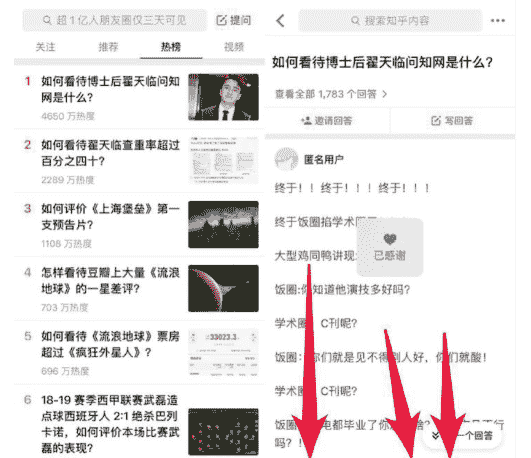 超 1 亿人朋友圈仅三天可见
提问
关注
推荐
热榜
视频
1
如何看待博士后翟天临问知
网是什么？
4650 万热度
2
如何看待翟天临查重率超过
百分之四十？
2289 万热度
3
如何评价《上海堡垒》第一
支预告片？
1108 万热度
4
怎样看待豆瓣上大量《流浪
地球》的一星差评？
703 万热度
5
如何看待《流浪地球》票房
超过《疯狂外星人》？
696 万热度
6
18-19 赛季西甲联赛武磊造
点球西班牙人 2:1 绝杀巴列
卡诺，如何评价本场比赛武
磊的表现？
搜索知乎内容
如何看待博士后翟天临问知网是什么？
查看全部 1,783 个回答
邀请回答
写回答
匿名用户
终于！！终于！！！终于！！！
终于饭圈掐学术圈
大型鸡同鸭讲现
已感谢
饭圈:你知道他演技多好吗？
学术 C刊呢？
饭圈: 你们就是见不得别人好，你们就酸！
学术 C刊呢？
饭圈: 电都毕业了你
吗？！
一个回答